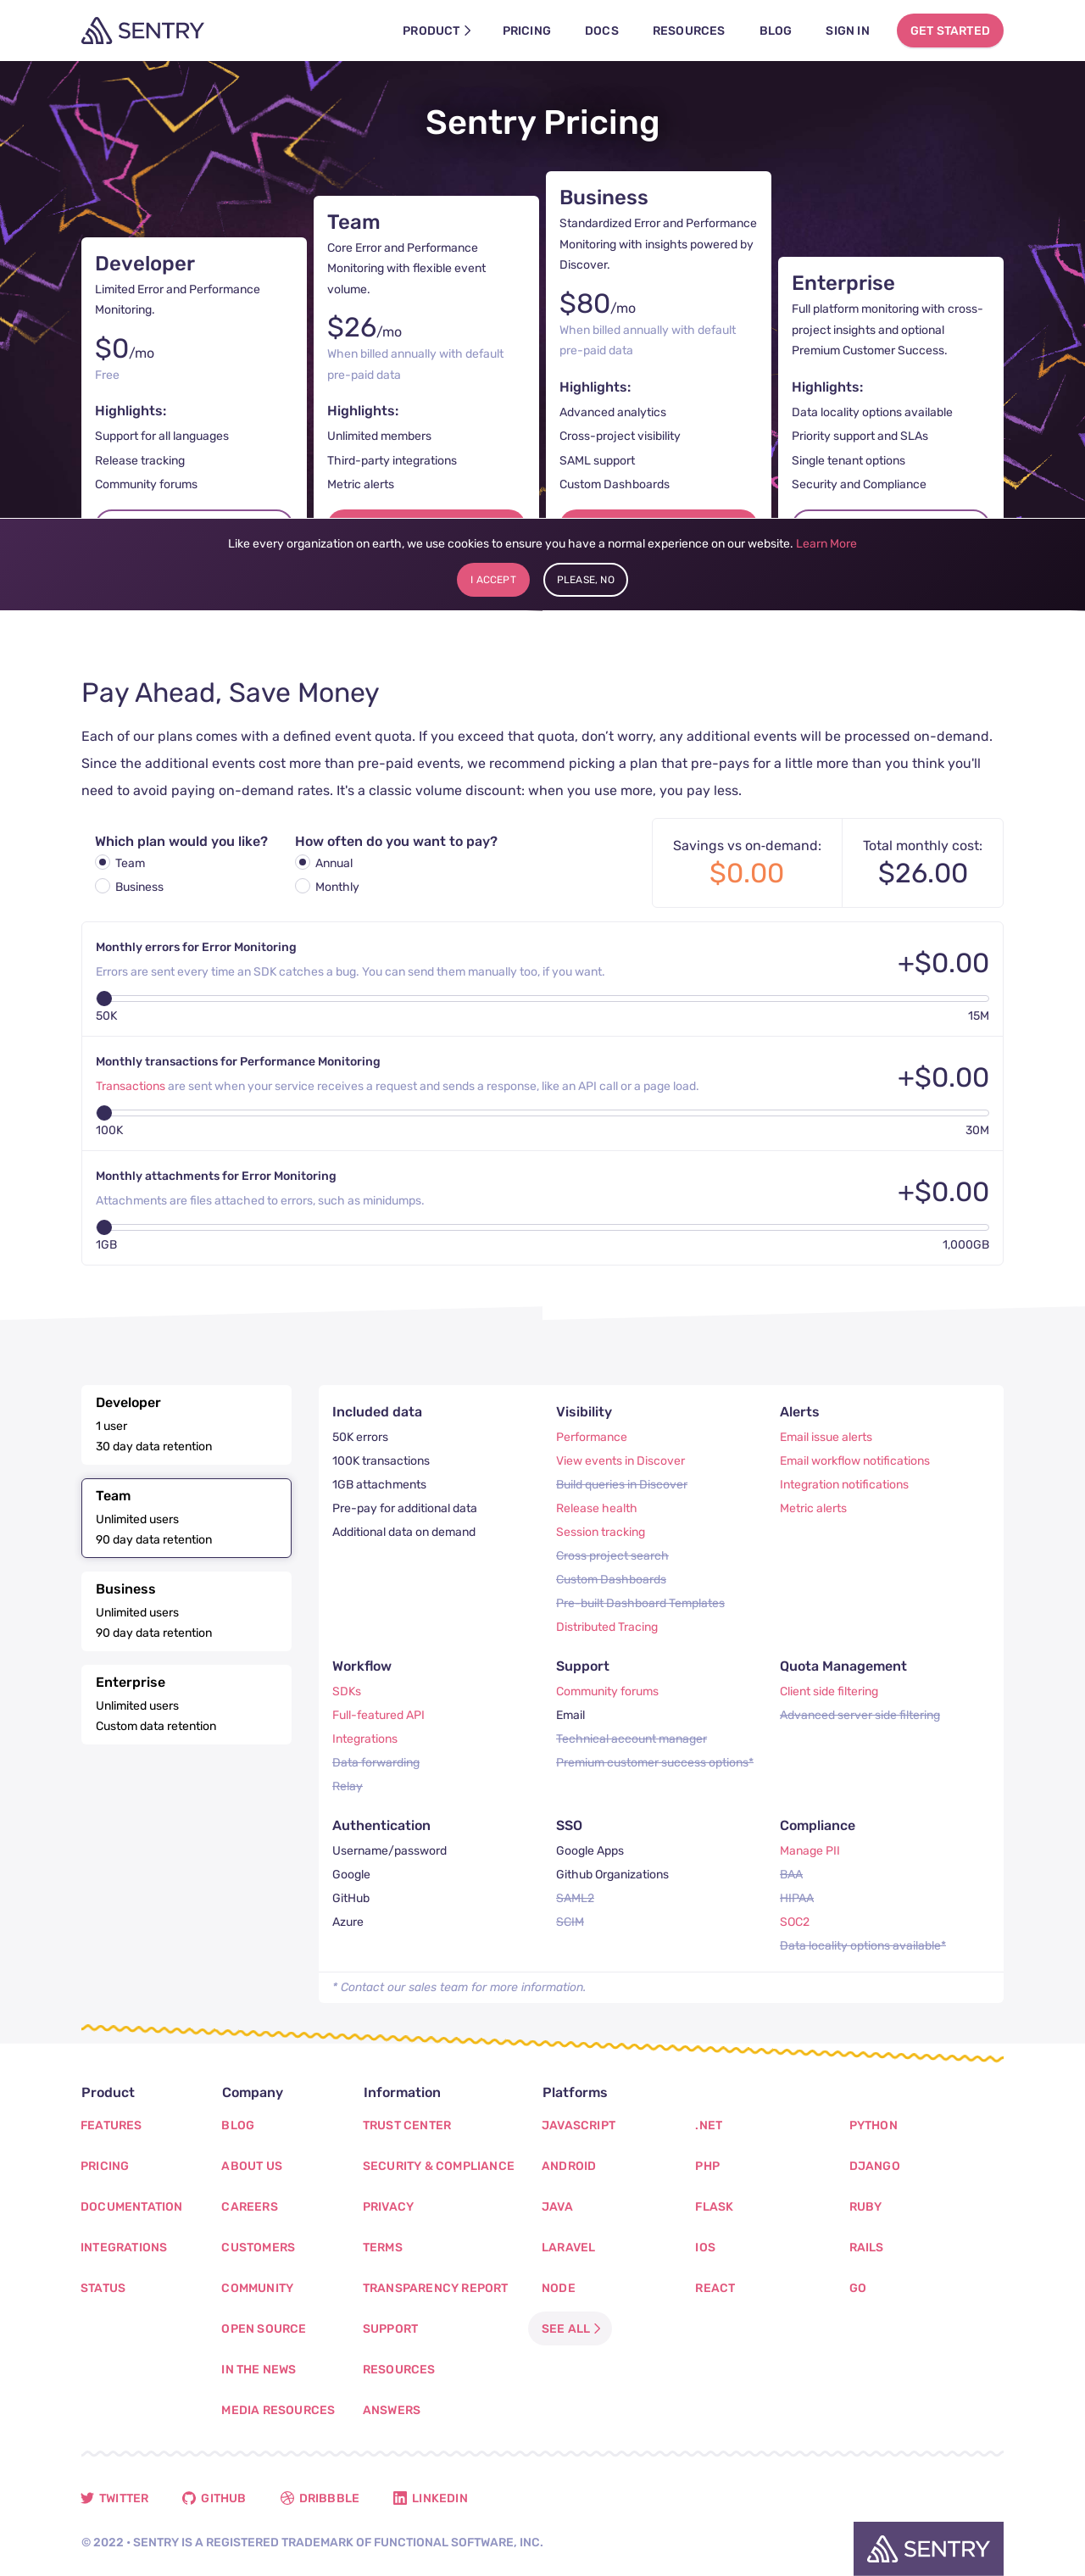 SENTRY
PRODUCT
PRICING
DOCS
RESOURCES
BLOG
SIGN IN
GET STARTED
Sentry Pricing
Developer
Limited Error and Performance
Monitoring.
$0/mo
Free
Highlights:
Support for all languages
Release tracking
Community forums
Team
Core Error and Performance
Monitoring with flexible event
volume.
$26/mo
When billed annually with default
pre-paid data
Highlights:
Unlimited members
Third-party integrations
Metric alerts
Business
Standardized Error and Performance
Monitoring with insights powered by
Discover.
$80/mo
When billed annually with default
pre-paid data
Highlights:
Advanced analytics
Cross-project visibility
SAML support
Custom Dashboards
Enterprise
Full platform monitoring with cross-
project insights and optional
Premium Customer Success.
Highlights:
Data locality options available
Priority support and SLAs
Single tenant options
Security and Compliance
Like every organization on earth, we use cookies to ensure you have a normal experience on our website. Learn More
I ACCEPT
PLEASE, NO
Pay Ahead, Save Money
Each of our plans comes with a defined event quota. If you exceed that quota, don’t worry, any additional events will be processed on-demand.
Since the additional events cost more than pre-paid events, we recommend picking a plan that pre-pays for a little more than you think you'll
need to avoid paying on-demand rates. It's a classic volume discount: when you use more, you pay less.
Which plan would you like?
Team
Business
How often do you want to pay?
Annual
Monthly
Savings vs on-demand:
$0.00
Total monthly cost:
$26.00
Monthly errors for Error Monitoring
Errors are sent every time an SDK catches a bug. You can send them manually too, if you want.
+$0.00
50K
15M
Monthly transactions for Performance Monitoring
Transactions are sent when your service receives a request and sends a response, like an API call or a page load.
+$0.00
100K
30M
Monthly attachments for Error Monitoring
Attachments are files attached to errors, such as minidumps.
+$0.00
1GB
1,000GB
Developer
1 user
30 day data retention
Team
Unlimited users
90 day data retention
Business
Unlimited users
90 day data retention
Enterprise
Unlimited users
Custom data retention
Included data
50K errors
100K transactions
1GB attachments
Pre-pay for additional data
Additional data on demand
Visibility
Performance
View events in Discover
Build queries in Discover
Release health
Session tracking
Cross project search
Custom Dashboards
Pre-built Dashboard Templates
Distributed Tracing
Alerts
Email issue alerts
Email workflow notifications
Integration notifications
Metric alerts
Workflow
SDKs
Full-featured API
Integrations
Data forwarding
Relay
Support
Community forums
Email
Technical account manager
Premium customer success options*
Quota Management
Client side filtering
Advanced server side filtering
Authentication
Username/password
Google
GitHub
Azure
SSO
Google Apps
Github Organizations
SAML2
SCIM
Compliance
Manage PII
BAA
HIPAA
SOC2
Data locality options available*
* Contact our sales team for more information.
Product
FEATURES
PRICING
DOCUMENTATION
INTEGRATIONS
STATUS
Company
BLOG
ABOUT US
CAREERS
CUSTOMERS
COMMUNITY
OPEN SOURCE
IN THE NEWS
MEDIA RESOURCES
Information
TRUST CENTER
SECURITY & COMPLIANCE
PRIVACY
TERMS
TRANSPARENCY REPORT
SUPPORT
RESOURCES
ANSWERS
Platforms
JAVASCRIPT
ANDROID
JAVA
LARAVEL
NODE
SEE ALL
.NET
PHP
FLASK
IOS
REACT
PYTHON
DJANGO
RUBY
RAILS
GO
TWITTER
GITHUB
DRIBBBLE
LINKEDIN
© 2022 • SENTRY IS A REGISTERED TRADEMARK OF FUNCTIONAL SOFTWARE, INC.
SENTRY